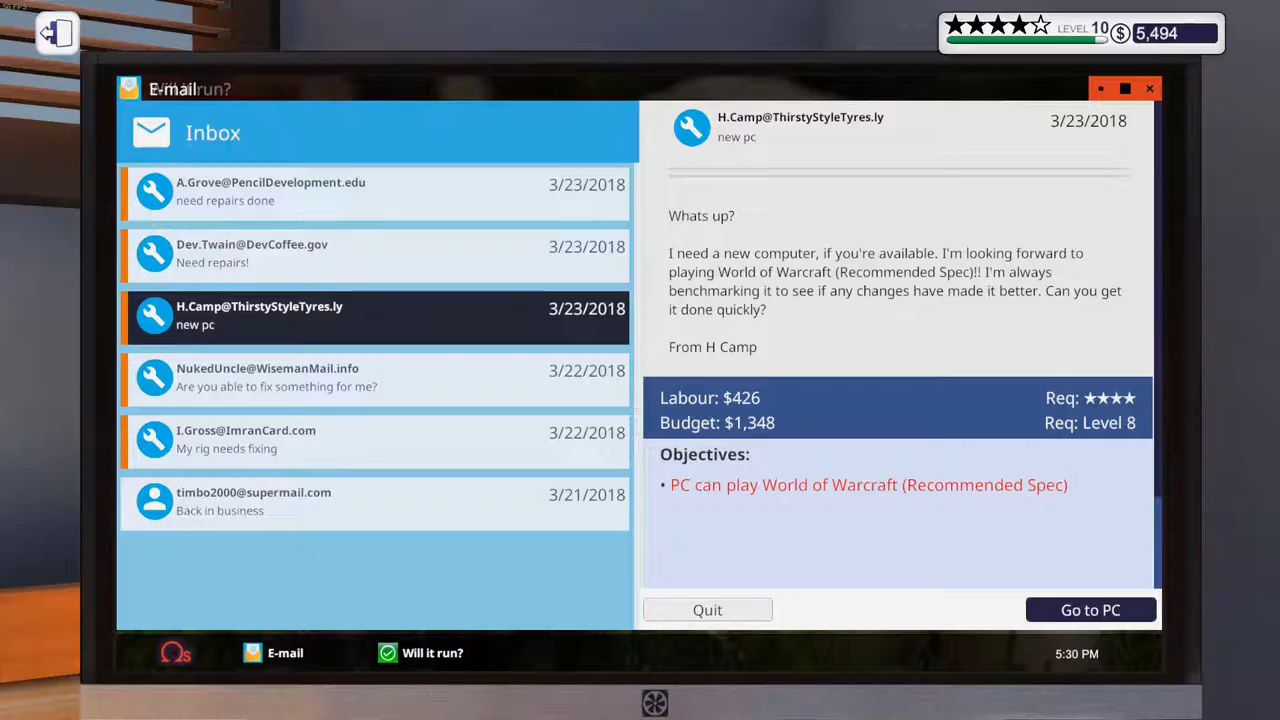 LEVEL 10
$ 5,494
E-mail
run?
Inbox
A.Grove@PencilDevelopment.edu
3/23/2018
need repairs done
Dev.Twain@DevCoffee.gov
3/23/2018
Need repairs!
H.Camp@ThirstyStyleTyres.ly
3/23/2018
new pc
NukedUncle@WisemanMail.info
3/22/2018
Are you able to fix something for me?
I.Gross@ImranCard.com
3/22/2018
My rig needs fixing
timbo2000@supermail.com
3/21/2018
Back in business
H.Camp@ThirstyStyleTyres.ly
3/23/2018
new pc
Whats up?
I need a new computer, if you're available. I'm looking forward to
playing World of Warcraft (Recommended Spec)!! I'm always
benchmarking it to see if any changes have made it better. Can you get
it done quickly?
From H Camp
Labour: $426
Req: ★★★★
Budget: $1,348
Req: Level 8
Objectives:
• PC can play World of Warcraft (Recommended Spec)
Quit
Go to PC
Ωs
E-mail
Will it run?
5:30 PM